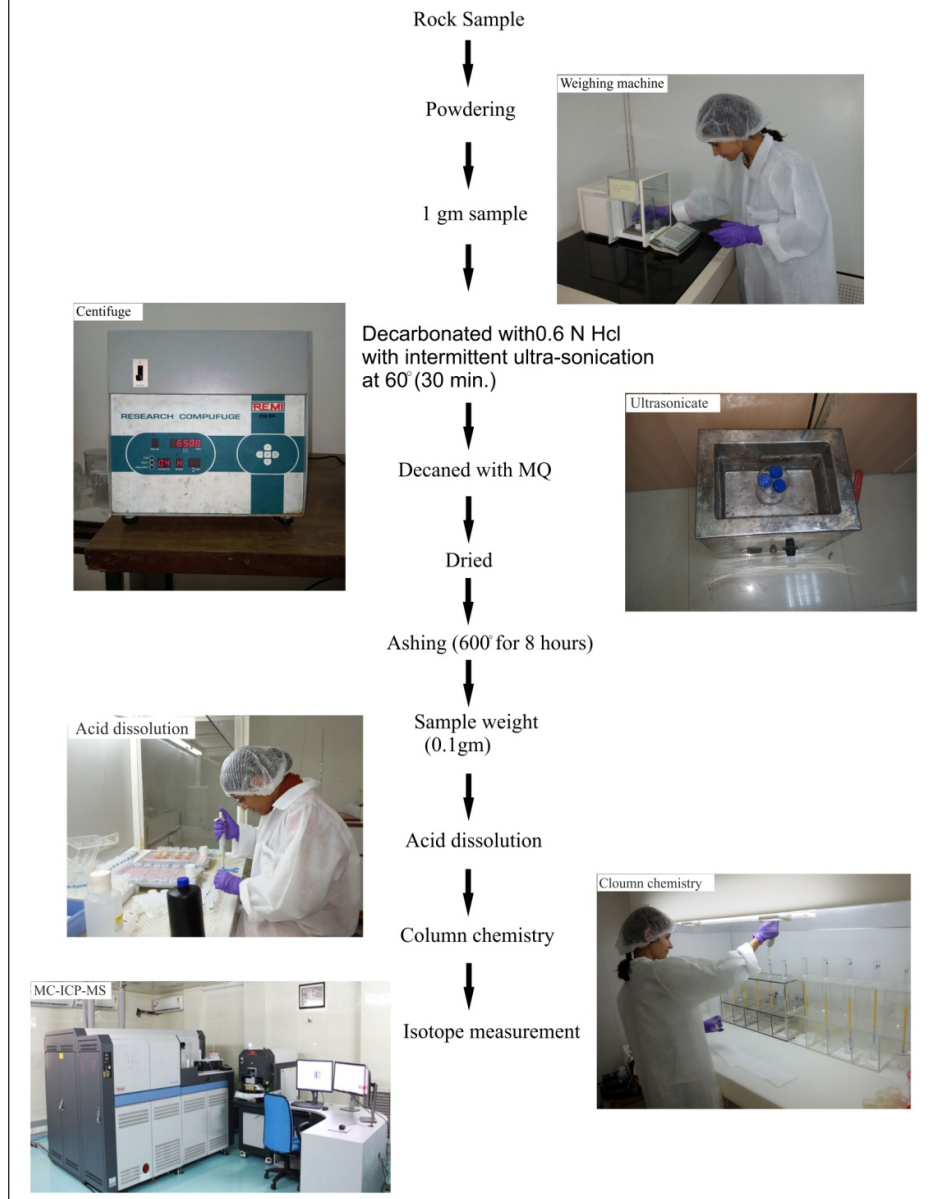 Rock Sample
Weighing machine
Powdering
1 gm sample
Centifuge
Decarbonated with0.6 N Hcl
with intermittent ultra-sonication
at 60° (30 min.)
REMI
RESEARCH COMPUFUGE
6500
04 H
Ultrasonicate
Decaned with MQ
Dried
Ashing (600° for 8 hours)
Sample weight
(0.1gm)
Acid dissolution
Acid dissolution
Cloumn chemistry
Column chemistry
MC-ICP-MS
Isotope measurement